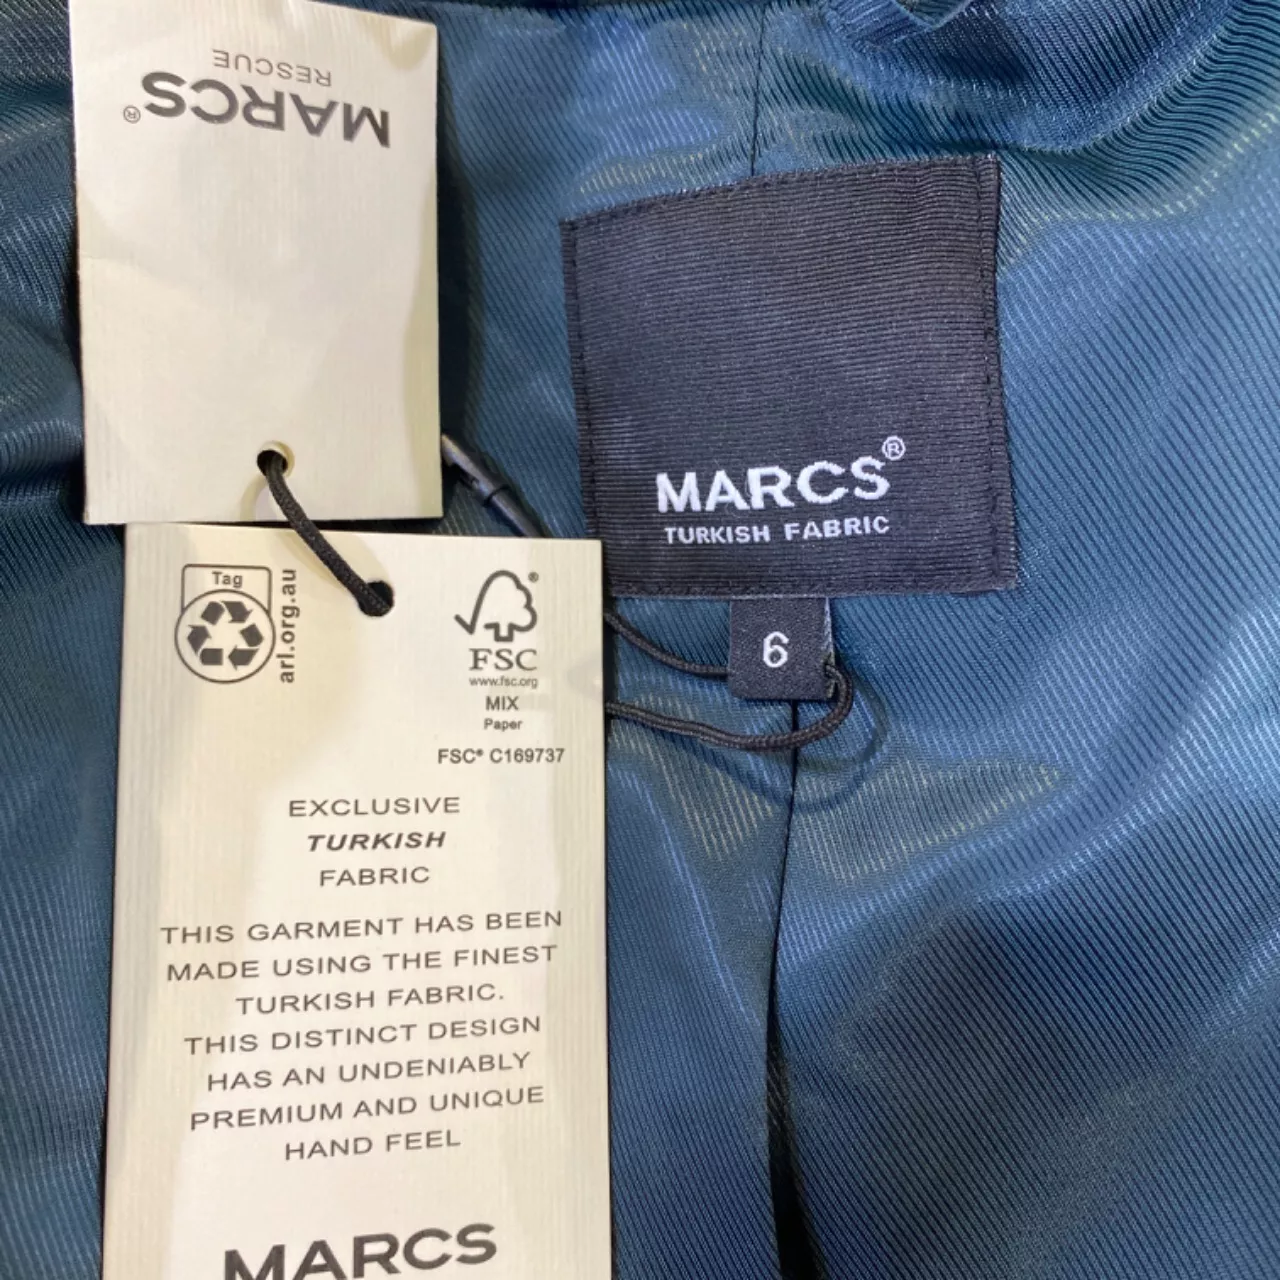 MARCS®
RESCUE
MARCS®
TURKISH FABRIC
6
Tag
arl.org.au
®
FSC
www.fsc.org
MIX
Paper
FSC® C169737
EXCLUSIVE
TURKISH
FABRIC
THIS GARMENT HAS BEEN
MADE USING THE FINEST
TURKISH FABRIC.
THIS DISTINCT DESIGN
HAS AN UNDENIABLY
PREMIUM AND UNIQUE
HAND FEEL
MARCS